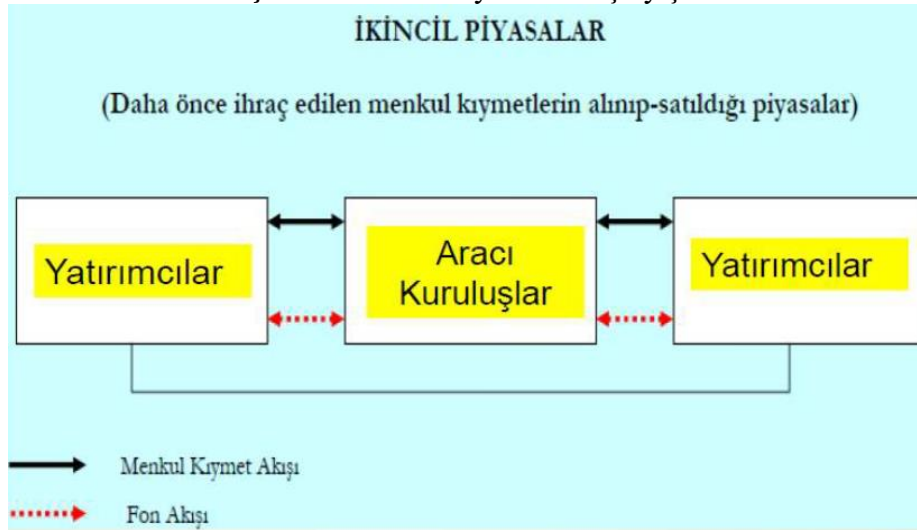 İKİNCİL PİYASALAR
(Daha önce ihraç edilen menkul kıymetlerin alınıp-satıldığı piyasalar)
Yatırımcılar
Aracı
Kuruluşlar
Yatırımcılar
Menkul Kıymet Akışı
Fon Akışı